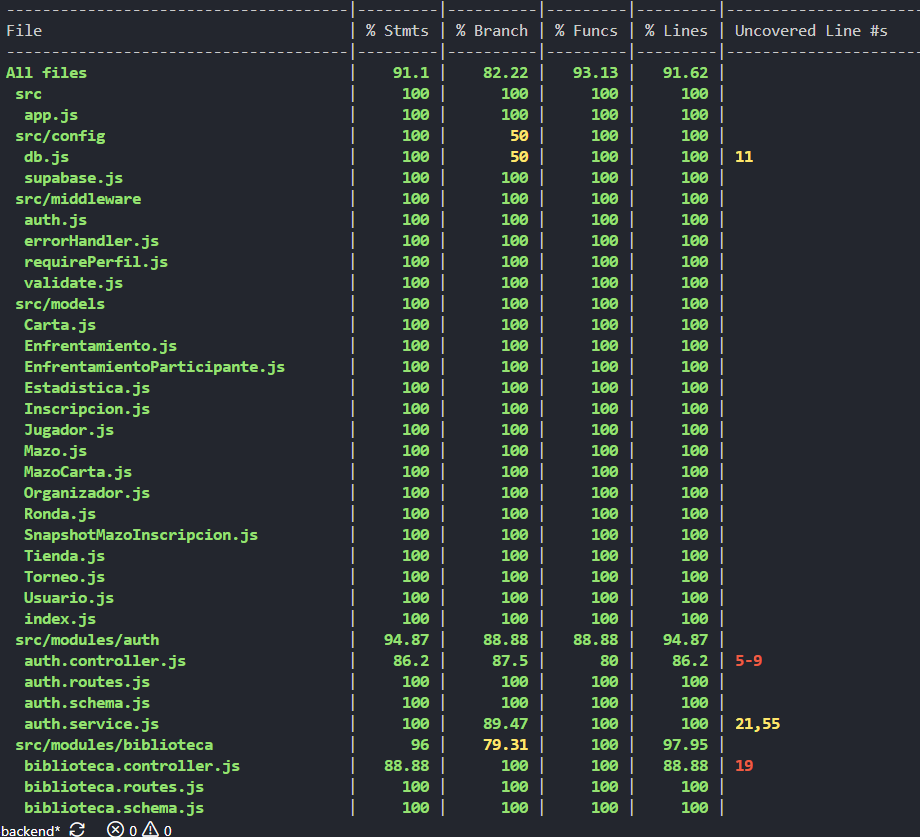 -------------------------------------|---------|----------|---------|---------|---------------------
File                                 | % Stmts | % Branch | % Funcs | % Lines | Uncovered Line #s
-------------------------------------|---------|----------|---------|---------|---------------------
All files                            |    91.1 |    82.22 |   93.13 |   91.62 |
 src                                 |     100 |      100 |     100 |     100 |
  app.js                             |     100 |      100 |     100 |     100 |
 src/config                          |     100 |       50 |     100 |     100 |
  db.js                              |     100 |       50 |     100 |     100 | 11
  supabase.js                        |     100 |      100 |     100 |     100 |
 src/middleware                      |     100 |      100 |     100 |     100 |
  auth.js                            |     100 |      100 |     100 |     100 |
  errorHandler.js                    |     100 |      100 |     100 |     100 |
  requirePerfil.js                   |     100 |      100 |     100 |     100 |
  validate.js                        |     100 |      100 |     100 |     100 |
 src/models                          |     100 |      100 |     100 |     100 |
  Carta.js                           |     100 |      100 |     100 |     100 |
  Enfrentamiento.js                  |     100 |      100 |     100 |     100 |
  EnfrentamientoParticipante.js      |     100 |      100 |     100 |     100 |
  Estadistica.js                     |     100 |      100 |     100 |     100 |
  Inscripcion.js                     |     100 |      100 |     100 |     100 |
  Jugador.js                         |     100 |      100 |     100 |     100 |
  Mazo.js                            |     100 |      100 |     100 |     100 |
  MazoCarta.js                       |     100 |      100 |     100 |     100 |
  Organizador.js                     |     100 |      100 |     100 |     100 |
  Ronda.js                           |     100 |      100 |     100 |     100 |
  SnapshotMazoInscripcion.js         |     100 |      100 |     100 |     100 |
  Tienda.js                          |     100 |      100 |     100 |     100 |
  Torneo.js                          |     100 |      100 |     100 |     100 |
  Usuario.js                         |     100 |      100 |     100 |     100 |
  index.js                           |     100 |      100 |     100 |     100 |
 src/modules/auth                    |   94.87 |    88.88 |   88.88 |   94.87 |
  auth.controller.js                 |    86.2 |     87.5 |      80 |    86.2 | 5-9
  auth.routes.js                     |     100 |      100 |     100 |     100 |
  auth.schema.js                     |     100 |      100 |     100 |     100 |
  auth.service.js                    |     100 |    89.47 |     100 |     100 | 21,55
 src/modules/biblioteca              |      96 |    79.31 |     100 |   97.95 |
  biblioteca.controller.js           |   88.88 |      100 |     100 |   88.88 | 19
  biblioteca.routes.js               |     100 |      100 |     100 |     100 |
  biblioteca.schema.js               |     100 |      100 |     100 |     100 |
backend* 0 0